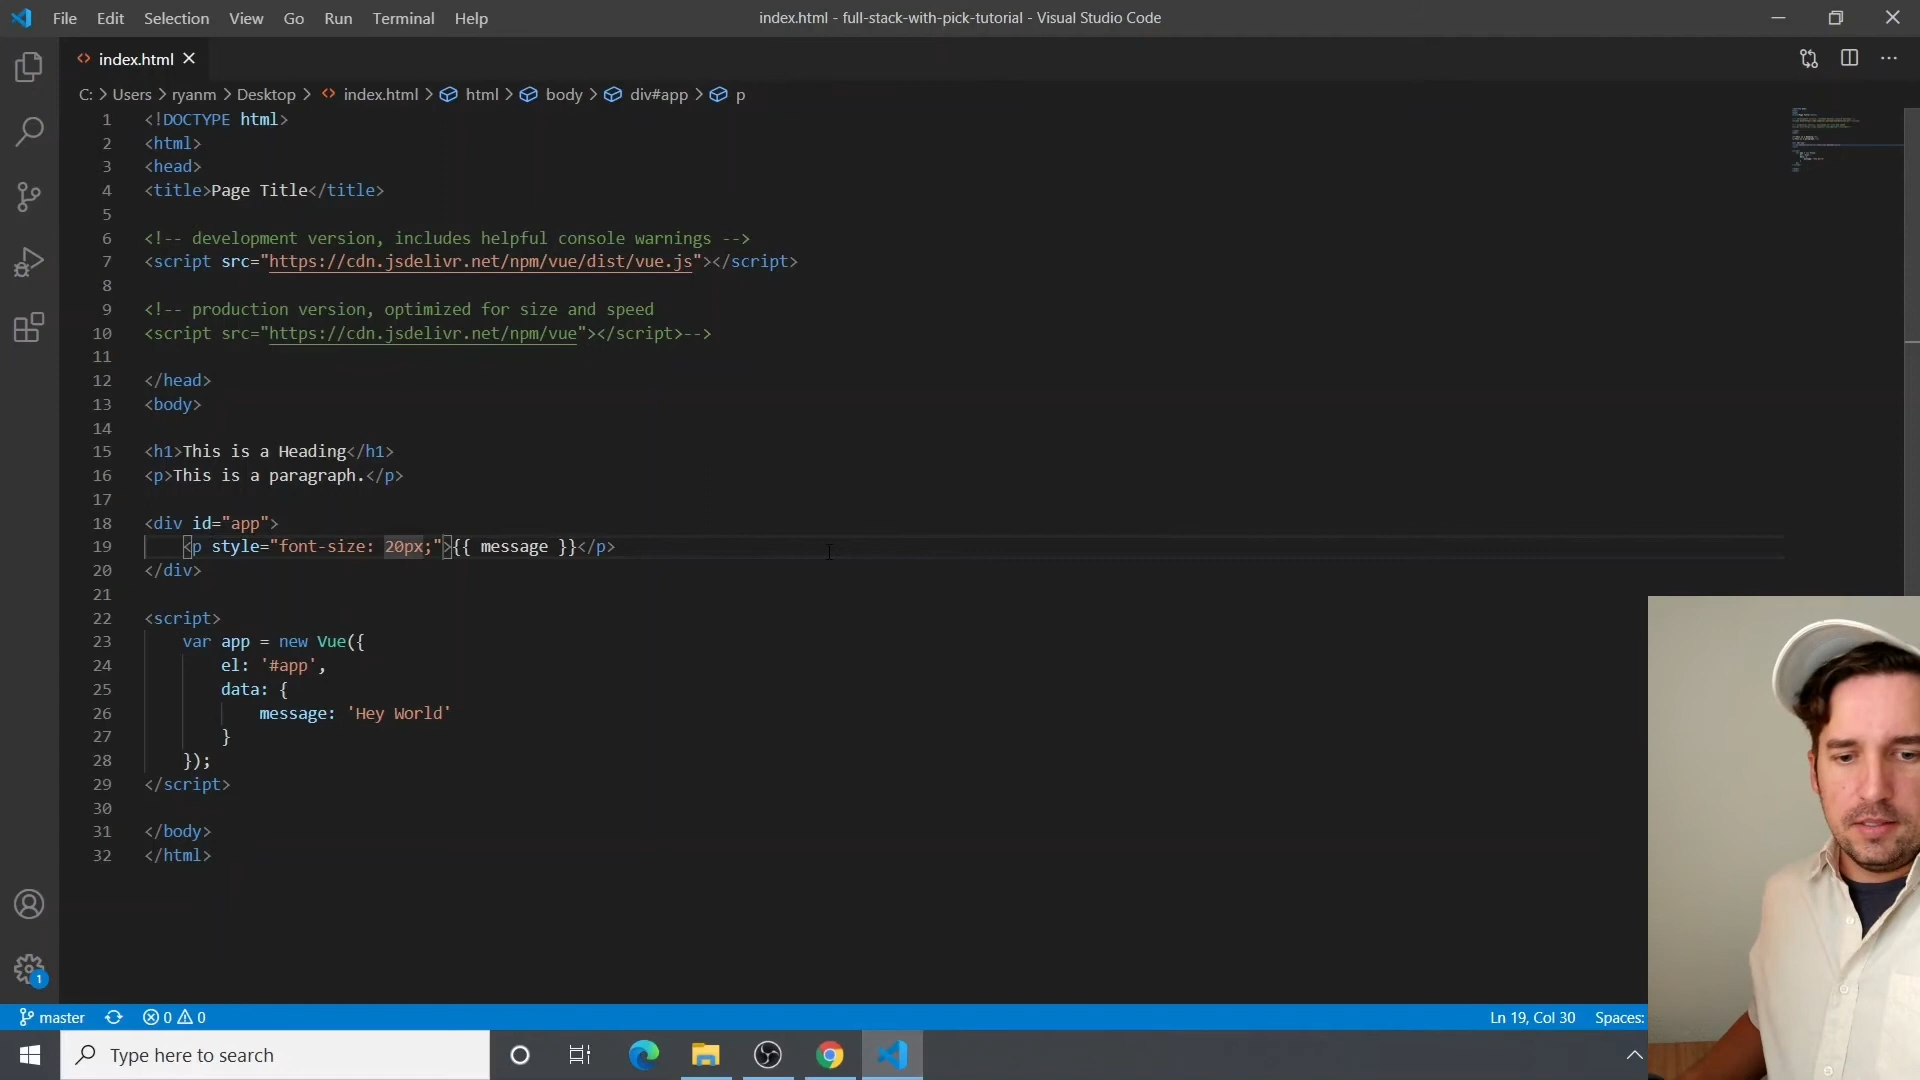 File Edit Selection View Go Run Terminal Help
index.html - full-stack-with-pick-tutorial - Visual Studio Code
index.html
C: > Users > ryanm > Desktop > index.html > html > body > div#app > p
1 <!DOCTYPE html>
2 <html>
3 <head>
4 <title>Page Title</title>
5
6 <!-- development version, includes helpful console warnings -->
7 <script src="https://cdn.jsdelivr.net/npm/vue/dist/vue.js"></script>
8
9 <!-- production version, optimized for size and speed
10 <script src="https://cdn.jsdelivr.net/npm/vue"></script>-->
11
12 </head>
13 <body>
14
15 <h1>This is a Heading</h1>
16 <p>This is a paragraph.</p>
17
18 <div id="app">
19 <p style="font-size: 20px;">{{ message }}</p>
20 </div>
21
22 <script>
23 var app = new Vue({
24 el: '#app',
25 data: {
26 message: 'Hey World'
27 }
28 });
29 </script>
30
31 </body>
32 </html>
1
master 0 0 Ln 19, Col 30 Spaces:
Type here to search